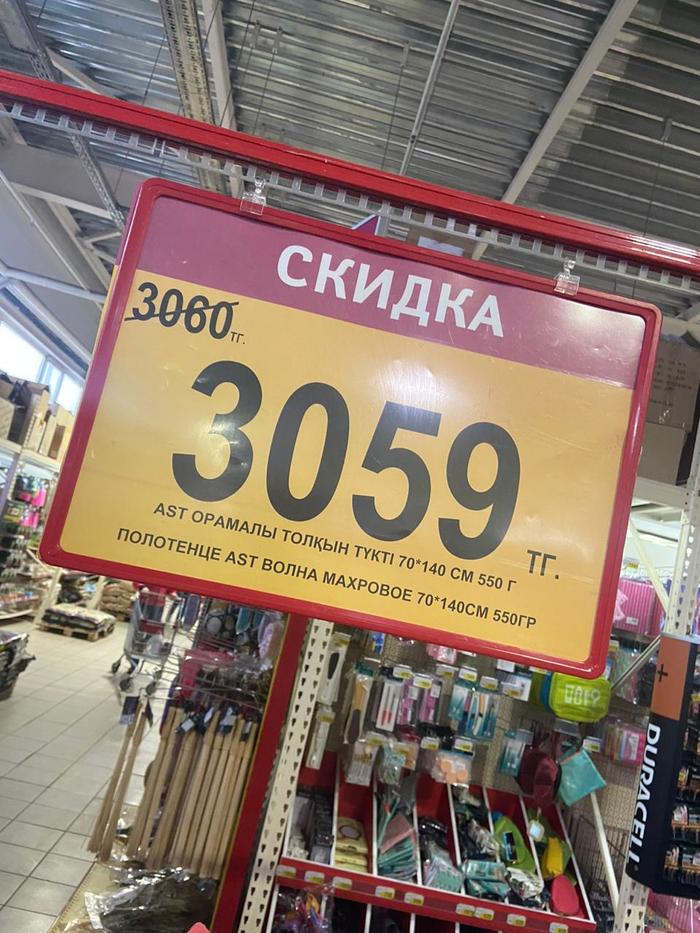 СКИДКА
3060 тг.
3059 тг.
AST ОРАМАЛЫ ТОЛҚЫН ТҮКТІ 70*140 СМ 550 Г
ПОЛОТЕНЦЕ AST ВОЛНА МАХРОВОЕ 70*140СМ 550ГР
DURACELL